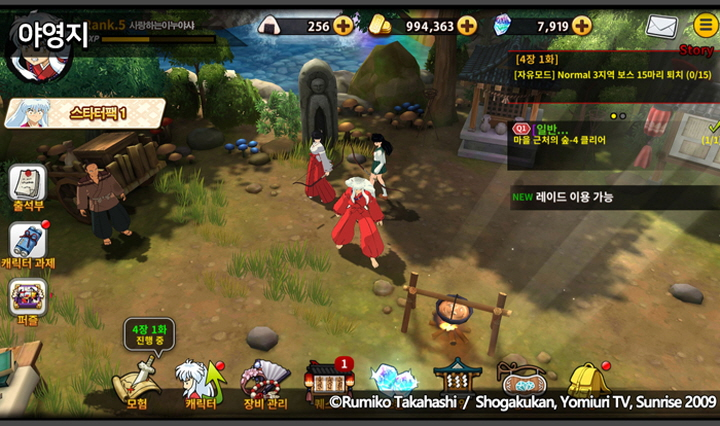 야영지
Rank.5 사랑하는이누야샤
XP
256
994,363
7,919
Story
스타터팩 1
[4장 1화]
[자유모드] Normal 3지역 보스 15마리 퇴치 (0/15)
Q1 일반...
마을 근처의 숲-4 클리어
(1/1)
NEW 레이드 이용 가능
출석부
캐릭터 과제
퍼즐
4장 1화
진행 중
1
모험
캐릭터
장비 관리
©Rumiko Takahashi / Shogakukan, Yomiuri TV, Sunrise 2009